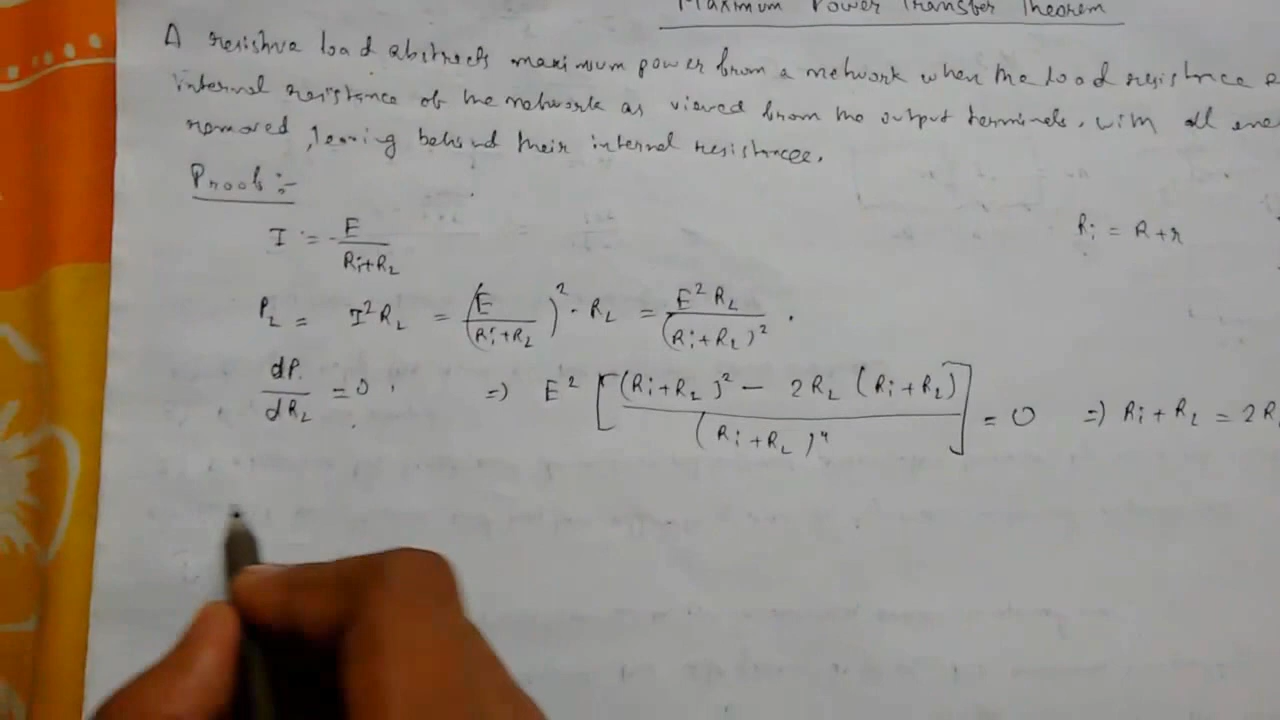 Maximum Power Transfer Theorem
A resistive load abstracts maximum power from a network when the load resistance
internal resistance of the network as viewed from the output terminals, with all
removed, leaving behind their internal resistances.
Proof :-
I = E / (Ri+RL)
Ri = R+r
PL = I²RL = (E / (Ri+RL))² · RL = E²RL / (Ri+RL)² .
dP / dRL = 0 , => E² [ ((Ri+RL)² − 2RL (Ri+RL)) / (Ri+RL)⁴ ] = 0 => Ri+RL = 2R